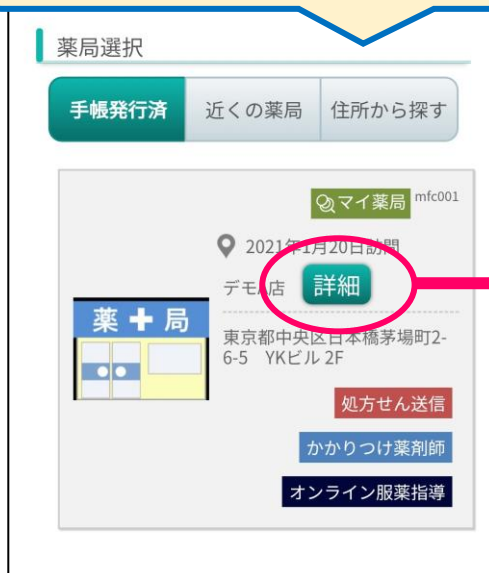 薬局選択
手帳発行済 近くの薬局 住所から探す
マイ薬局 mfc001
2021年1月20日訪問
デモA店 詳細
薬 局
東京都中央区日本橋茅場町2-
6-5 YKビル 2F
処方せん送信
かかりつけ薬剤師
オンライン服薬指導